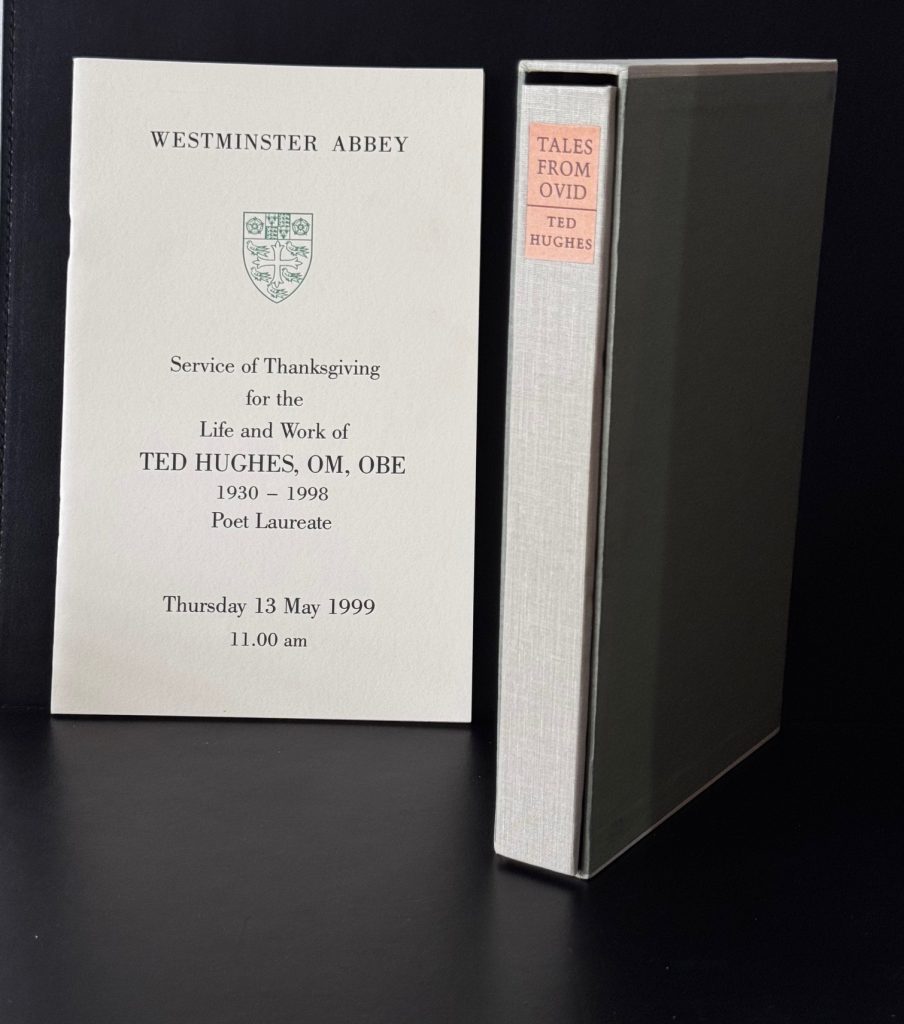 WESTMINSTER ABBEY
Service of Thanksgiving
for the
Life and Work of
TED HUGHES, OM, OBE
1930 – 1998
Poet Laureate
Thursday 13 May 1999
11.00 am
TALES
FROM
OVID
TED
HUGHES